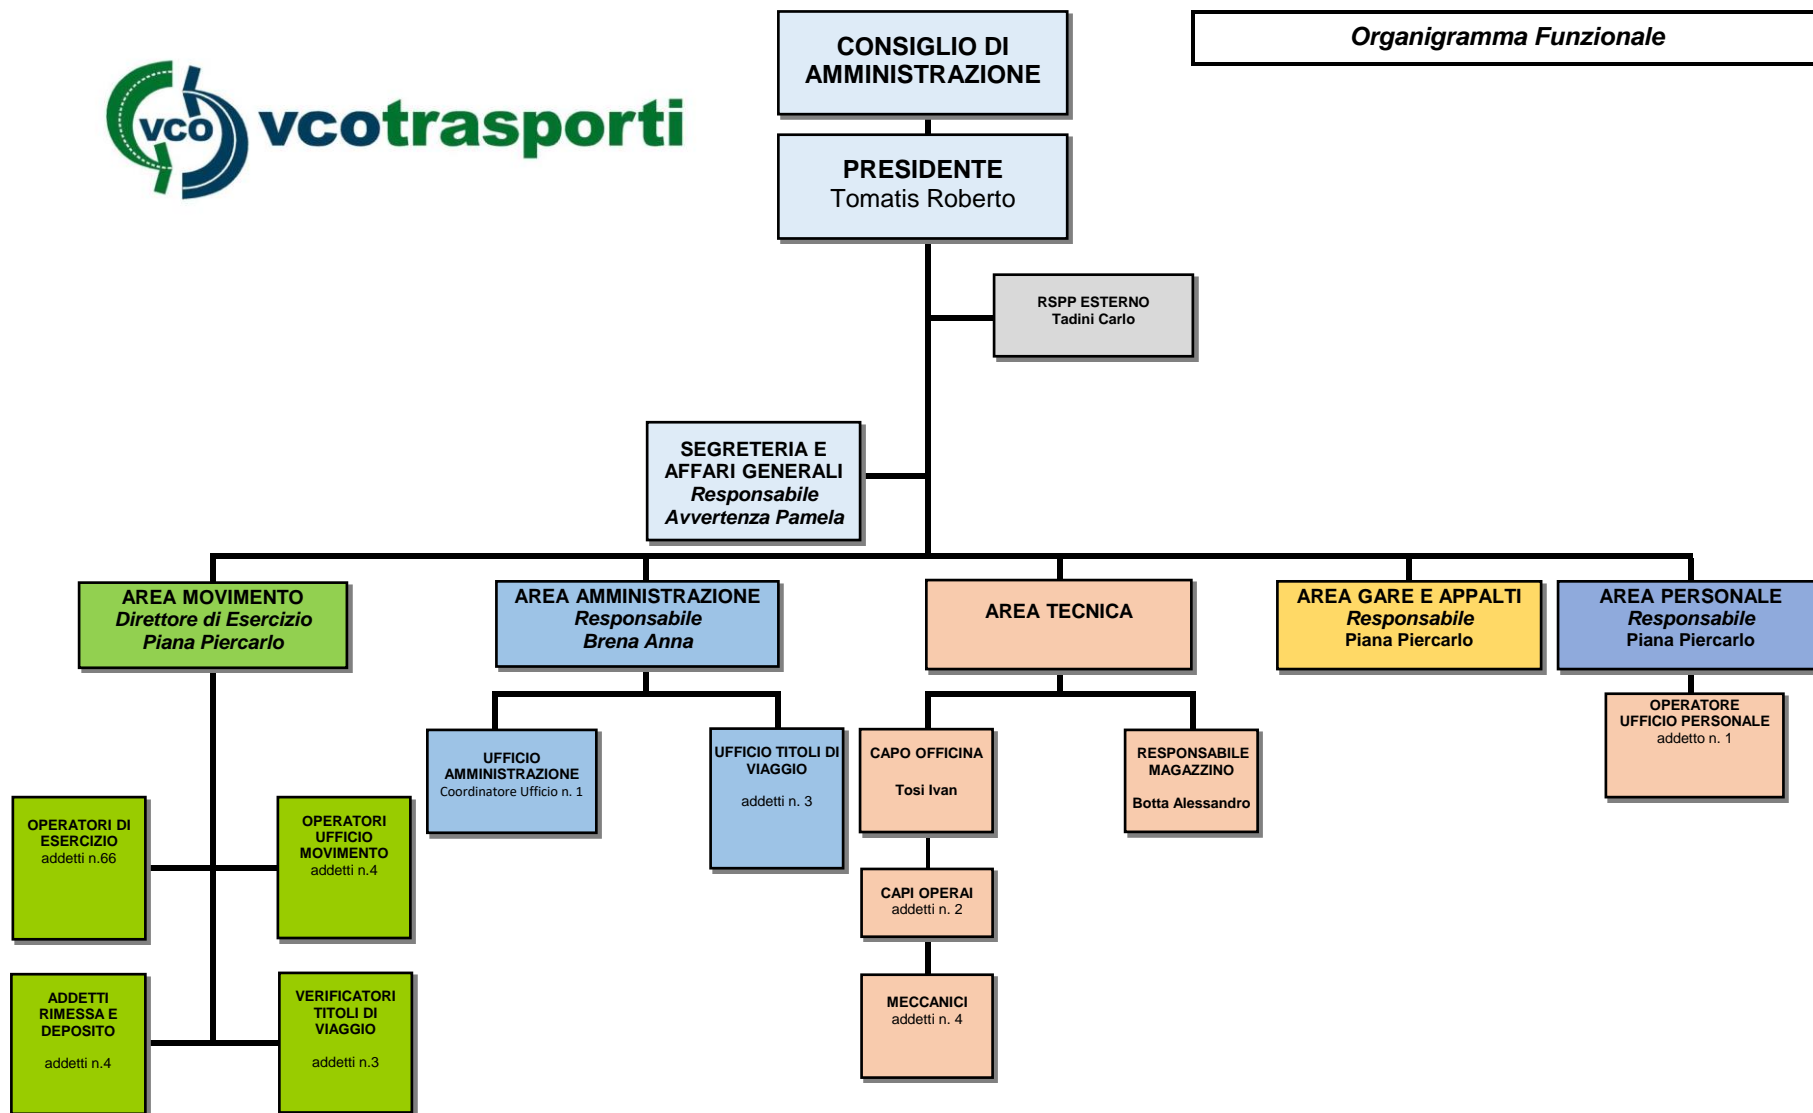 CONSIGLIO DI
AMMINISTRAZIONE
Organigramma Funzionale
vco vcotrasporti
PRESIDENTE
Tomatis Roberto
RSPP ESTERNO
Tadini Carlo
SEGRETERIA E
AFFARI GENERALI
Responsabile
Avvertenza Pamela
AREA MOVIMENTO
Direttore di Esercizio
Piana Piercarlo
AREA AMMINISTRAZIONE
Responsabile
Brena Anna
AREA TECNICA
AREA GARE E APPALTI
Responsabile
Piana Piercarlo
AREA PERSONALE
Responsabile
Piana Piercarlo
OPERATORI DI
ESERCIZIO
addetti n.66
OPERATORI
UFFICIO
MOVIMENTO
addetti n.4
ADDETTI
RIMESSA E
DEPOSITO
addetti n.4
VERIFICATORI
TITOLI DI
VIAGGIO
addetti n.3
UFFICIO
AMMINISTRAZIONE
Coordinatore Ufficio n. 1
UFFICIO TITOLI DI
VIAGGIO
addetti n. 3
CAPO OFFICINA
Tosi Ivan
CAPI OPERAI
addetti n. 2
MECCANICI
addetti n. 4
RESPONSABILE
MAGAZZINO
Botta Alessandro
OPERATORE
UFFICIO PERSONALE
addetto n. 1